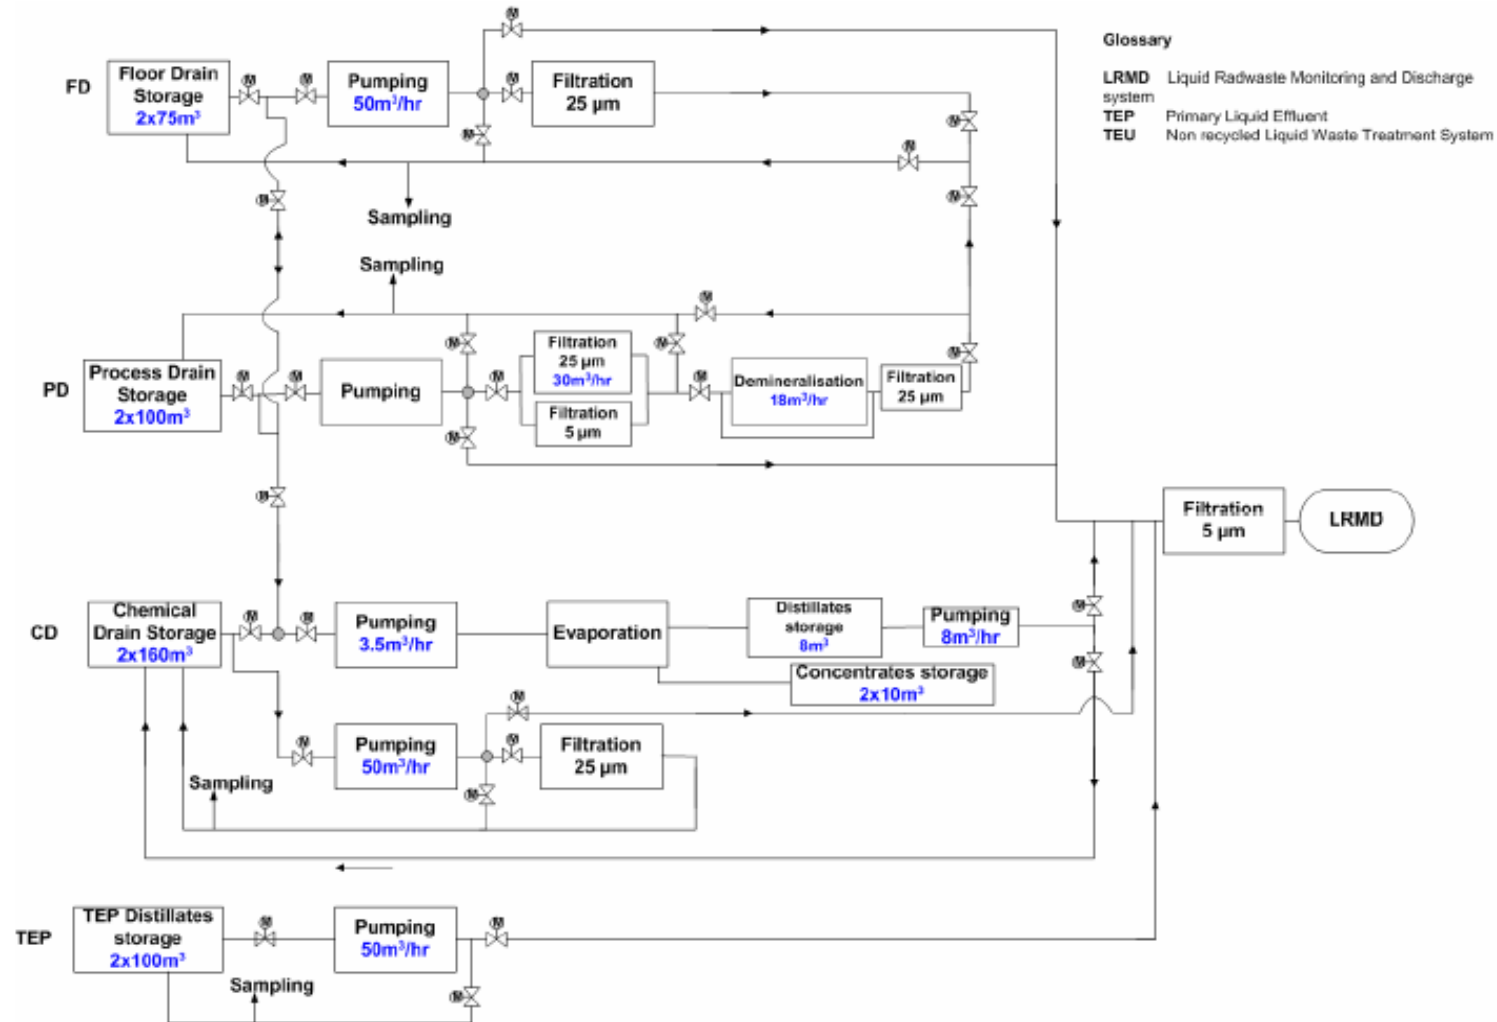 Glossary
LRMD Liquid Radwaste Monitoring and Discharge
system
TEP Primary Liquid Effluent
TEU Non recycled Liquid Waste Treatment System
FD
Floor Drain
Storage
2x75m³
Pumping
50m³/hr
Filtration
25 µm
Sampling
Sampling
PD
Process Drain
Storage
2x100m³
Pumping
Filtration
25 µm
30m³/hr
Filtration
5 µm
Demineralisation
18m³/hr
Filtration
25 µm
Filtration
5 µm
LRMD
CD
Chemical
Drain Storage
2x160m³
Pumping
3.5m³/hr
Evaporation
Distillates
storage
8m³
Pumping
8m³/hr
Concentrates storage
2x10m³
Pumping
50m³/hr
Filtration
25 µm
Sampling
TEP
TEP Distillates
storage
2x100m³
Pumping
50m³/hr
Sampling